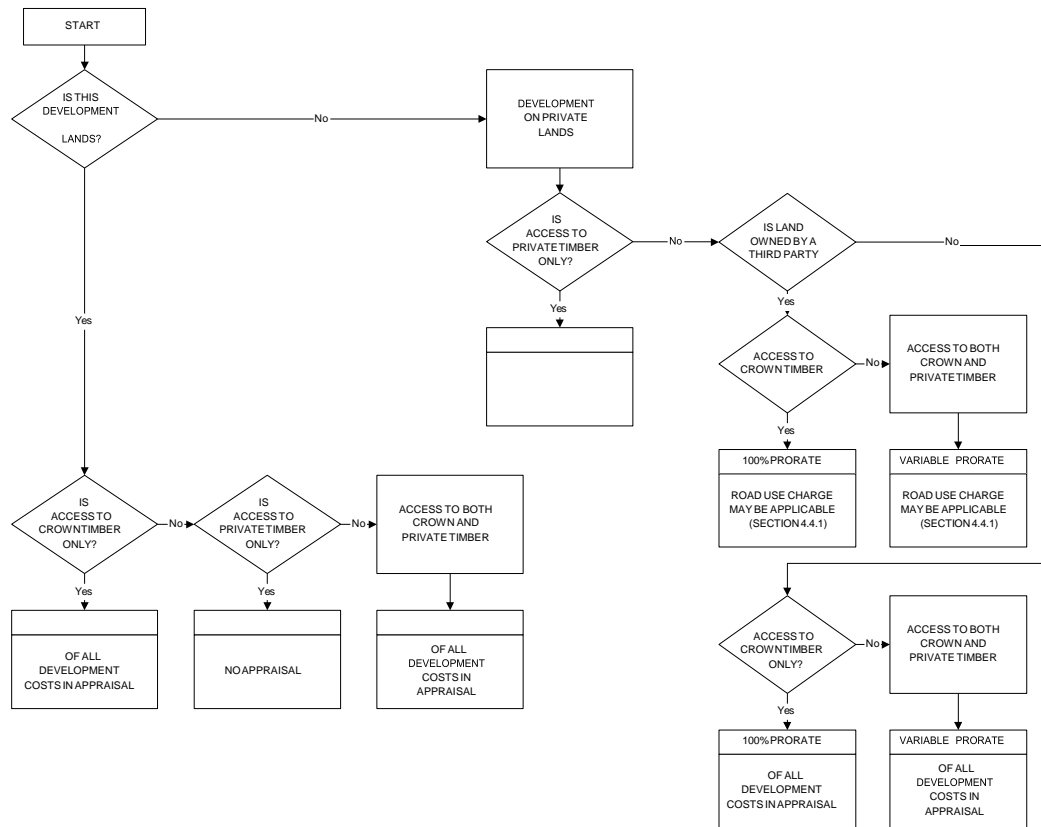 START
IS THIS
DEVELOPMENT
LANDS?
No
DEVELOPMENT
ON PRIVATE
LANDS
IS
ACCESS TO
PRIVATE TIMBER
ONLY?
No
IS LAND
OWNED BY A
THIRD PARTY
No
Yes
Yes
Yes
ACCESS TO
CROWN TIMBER
No
ACCESS TO BOTH
CROWN AND
PRIVATE TIMBER
Yes
100% PRORATE
ROAD USE CHARGE
MAY BE APPLICABLE
(SECTION 4.4.1)
VARIABLE PRORATE
ROAD USE CHARGE
MAY BE APPLICABLE
(SECTION 4.4.1)
IS
ACCESS TO
CROWN TIMBER
ONLY?
No
IS
ACCESS TO
PRIVATE TIMBER
ONLY?
No
ACCESS TO BOTH
CROWN AND
PRIVATE TIMBER
Yes
Yes
OF ALL
DEVELOPMENT
COSTS IN APPRAISAL
NO APPRAISAL
OF ALL
DEVELOPMENT
COSTS IN
APPRAISAL
ACCESS TO
CROWN TIMBER
ONLY?
No
ACCESS TO BOTH
CROWN AND
PRIVATE TIMBER
Yes
100% PRORATE
OF ALL
DEVELOPMENT
COSTS IN APPRAISAL
VARIABLE PRORATE
OF ALL
DEVELOPMENT
COSTS IN
APPRAISAL